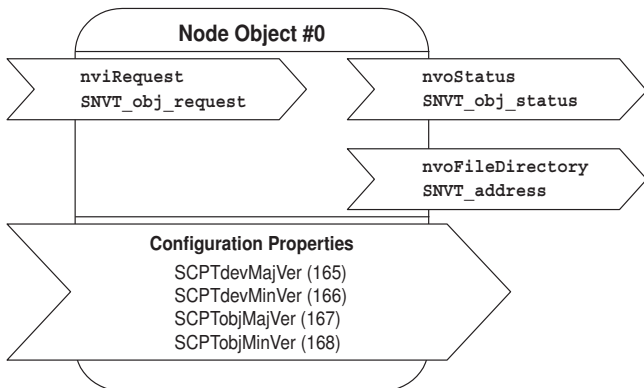 Node Object #0
nviRequest
SNVT_obj_request
nvoStatus
SNVT_obj_status
nvoFileDirectory
SNVT_address
Configuration Properties
SCPTdevMajVer (165)
SCPTdevMinVer (166)
SCPTobjMajVer (167)
SCPTobjMinVer (168)